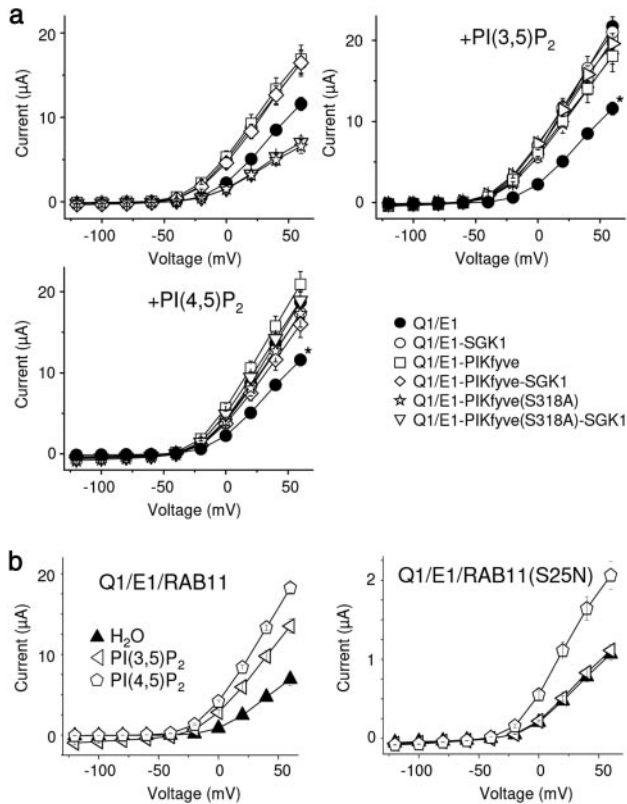 a
20
10
0
Current (µA)
-100
-50
0
50
Voltage (mV)
+PI(3,5)P2
20
10
0
Current (µA)
-100
-50
0
50
Voltage (mV)
*
+PI(4,5)P2
20
10
0
Current (µA)
-100
-50
0
50
Voltage (mV)
*
Q1/E1
Q1/E1-SGK1
Q1/E1-PIKfyve
Q1/E1-PIKfyve-SGK1
Q1/E1-PIKfyve(S318A)
Q1/E1-PIKfyve(S318A)-SGK1
b
Q1/E1/RAB11
H2O
PI(3,5)P2
PI(4,5)P2
20
10
0
Current (µA)
-100
-50
0
50
Voltage (mV)
Q1/E1/RAB11(S25N)
2
1
0
Current (µA)
-100
-50
0
50
Voltage (mV)